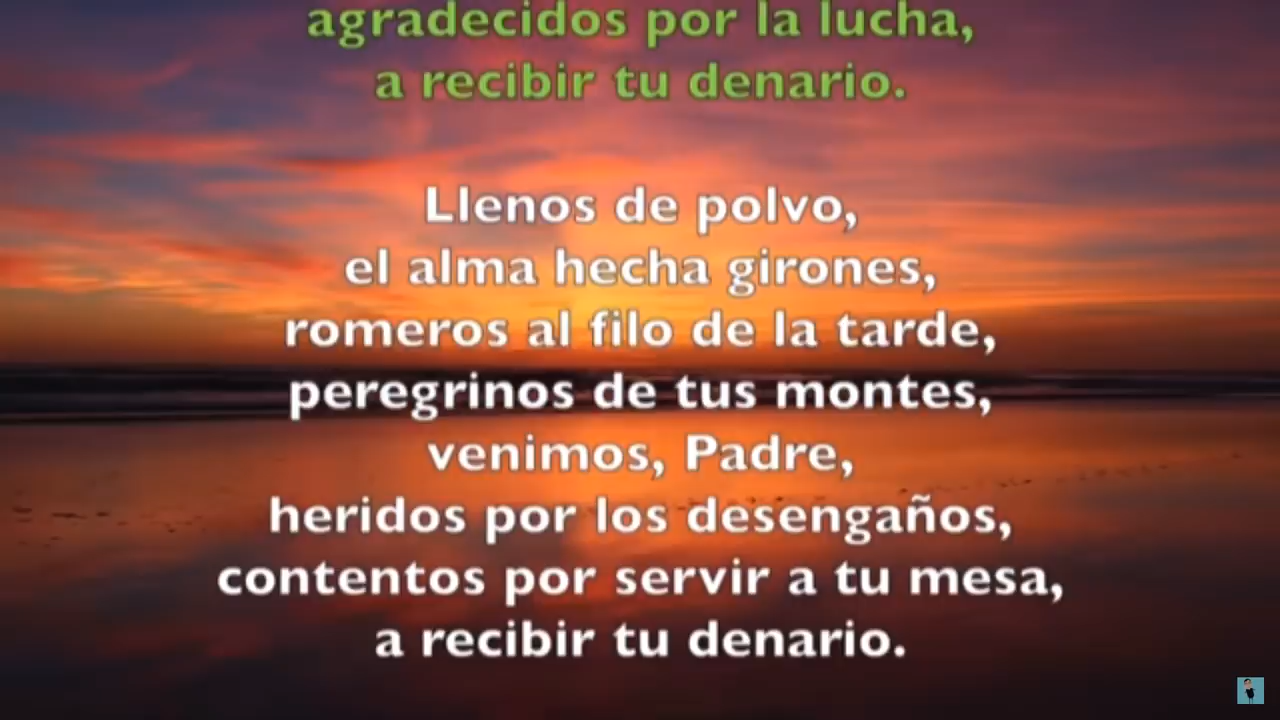 agradecidos por la lucha,
a recibir tu denario.
Llenos de polvo,
el alma hecha girones,
romeros al filo de la tarde,
peregrinos de tus montes,
venimos, Padre,
heridos por los desengaños,
contentos por servir a tu mesa,
a recibir tu denario.